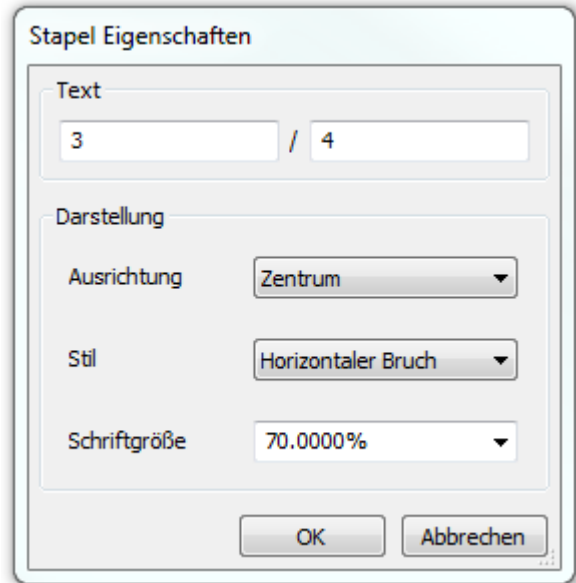 Stapel Eigenschaften
Text
3 / 4
Darstellung
Ausrichtung Zentrum
Stil Horizontaler Bruch
Schriftgröße 70.0000%
OK Abbrechen